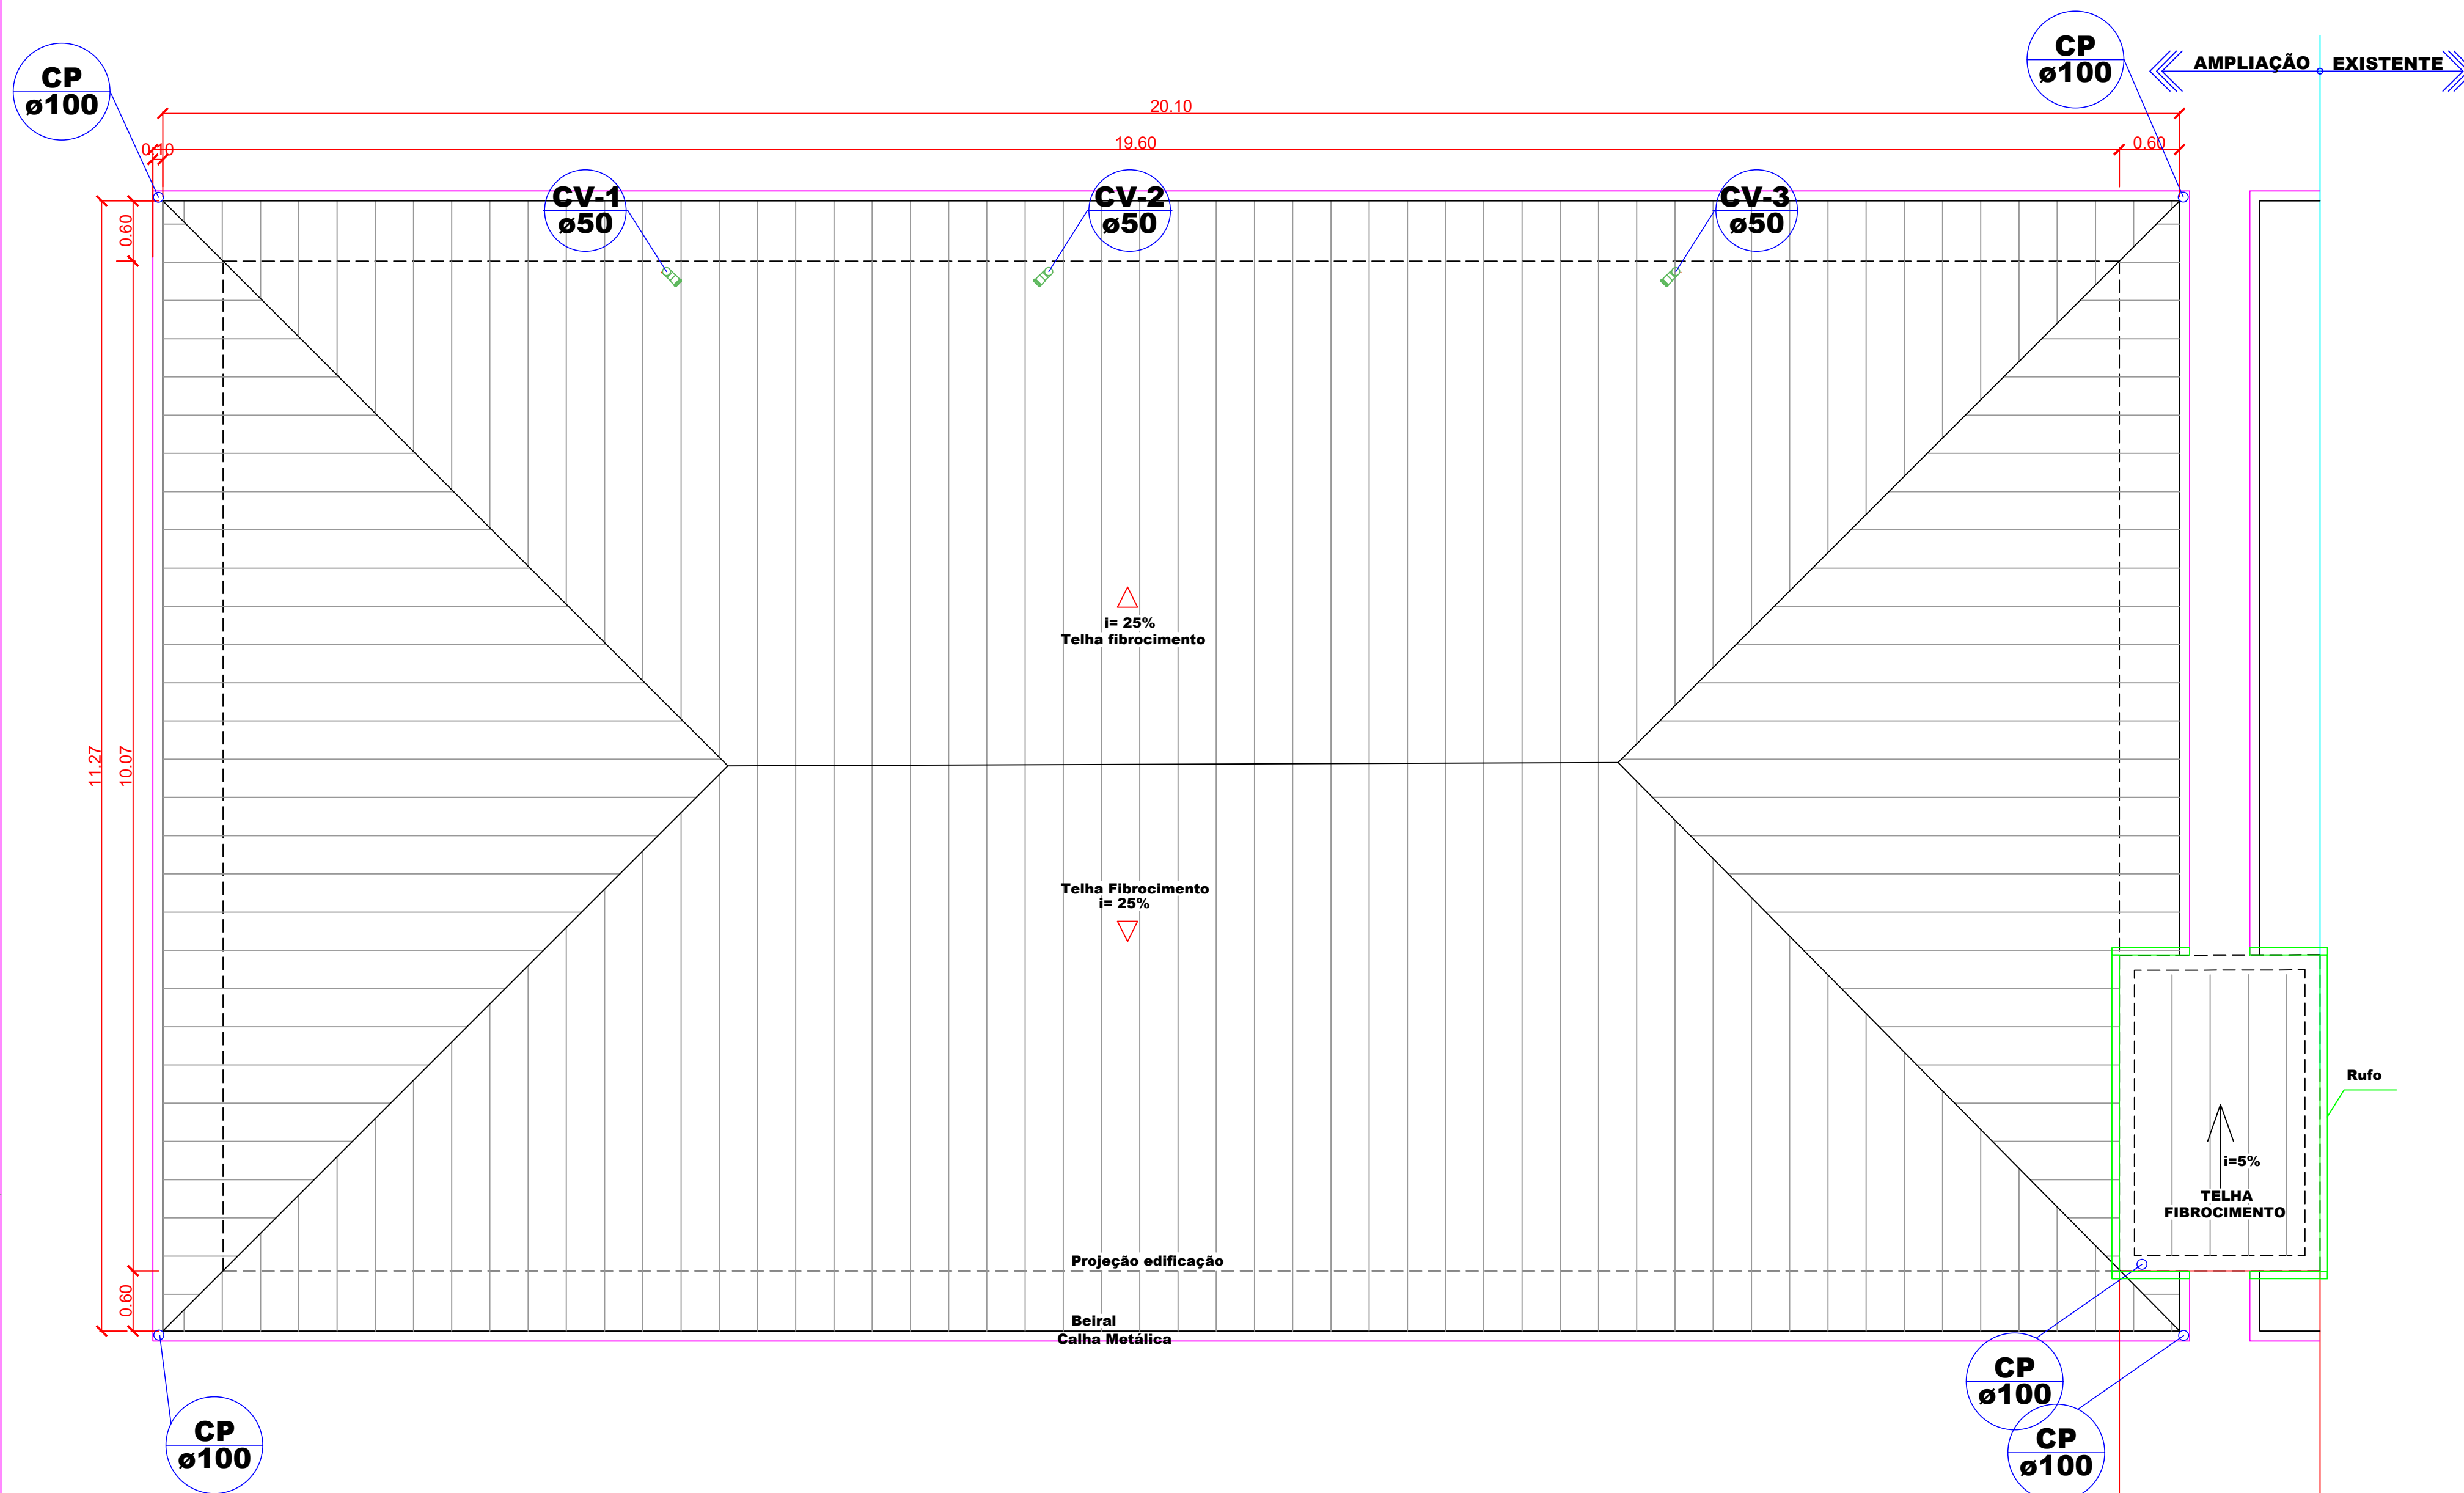 CP
ø100
CP
ø100
AMPLIAÇÃO
EXISTENTE
20.10
19.60
0.60
0.10
CV-1
ø50
CV-2
ø50
CV-3
ø50
0.60
i= 25%
Telha fibrocimento
11.27
10.07
Telha Fibrocimento
i= 25%
Rufo
i=5%
TELHA
FIBROCIMENTO
Projeção edificação
0.60
Beiral
Calha Metálica
CP
ø100
CP
ø100
CP
ø100